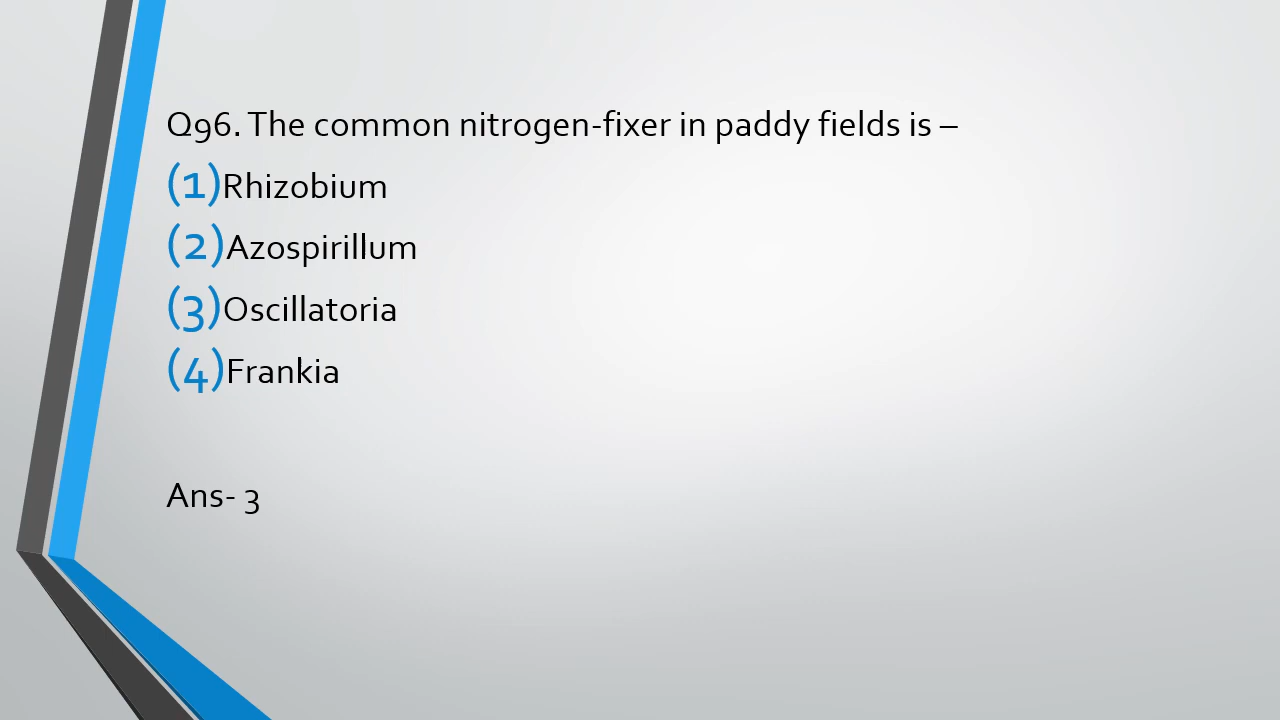 Q96. The common nitrogen-fixer in paddy fields is –
(1)Rhizobium
(2)Azospirillum
(3)Oscillatoria
(4)Frankia
Ans- 3